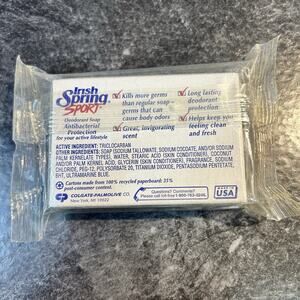 Irish
Spring
SPORT
Deodorant Soap
Antibacterial
Protection
for your active lifestyle
Kills more germs
than regular soap-
germs that can
cause body odors
Great, invigorating
scent
Long lasting
deodorant
protection
Helps keep you
feeling clean
and fresh
ACTIVE INGREDIENT: TRICLOCARBAN
OTHER INGREDIENTS: SOAP (SODIUM TALLOWATE, SODIUM COCOATE, AND/OR SODIUM
PALM KERNELATE TYPES), WATER, STEARIC ACID (SKIN CONDITIONER), COCONUT
AND/OR PALM KERNEL ACID, GLYCERIN (SKIN CONDITIONER), FRAGRANCE, SODIUM
CHLORIDE, PEG-12, POLYSORBATE 20, TITANIUM DIOXIDE, PENTASODIUM PENTETATE,
BHT, ULTRAMARINE BLUE.
Cartons made from 100% recycled paperboard: 35%
post-consumer content.
CP COLGATE-PALMOLIVE CO.
New York, NY 10022
Questions? Comments?
Please call toll-free 1-800-
MADE IN
USA